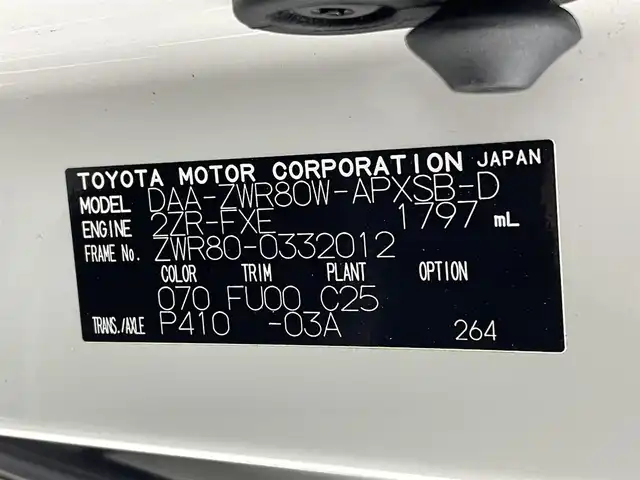 TOYOTA MOTOR CORPORATION JAPAN
MODEL DAA-ZWR80W-APXSB-D
ENGINE 2ZR-FXE 1797 mL
FRAME No. ZWR80-0332012
COLOR TRIM PLANT OPTION
070 FU00 C25
TRANS./AXLE P410 -03A 264